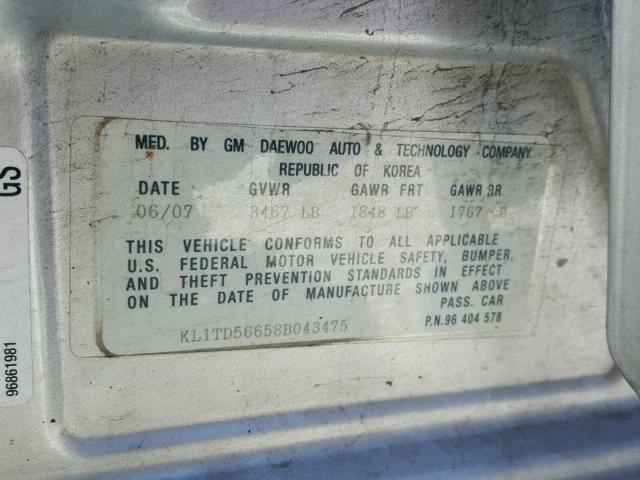 MFD. BY GM DAEWOO AUTO & TECHNOLOGY COMPANY
REPUBLIC OF KOREA
DATE GVWR GAWR FRT GAWR RR
06/07 3467 LB 1848 LB 1767 LB
THIS VEHICLE CONFORMS TO ALL APPLICABLE
U.S. FEDERAL MOTOR VEHICLE SAFETY, BUMPER,
AND THEFT PREVENTION STANDARDS IN EFFECT
ON THE DATE OF MANUFACTURE SHOWN ABOVE
PASS. CAR
KL1TD56658B043475 P.N.96 404 578
GS
96861981